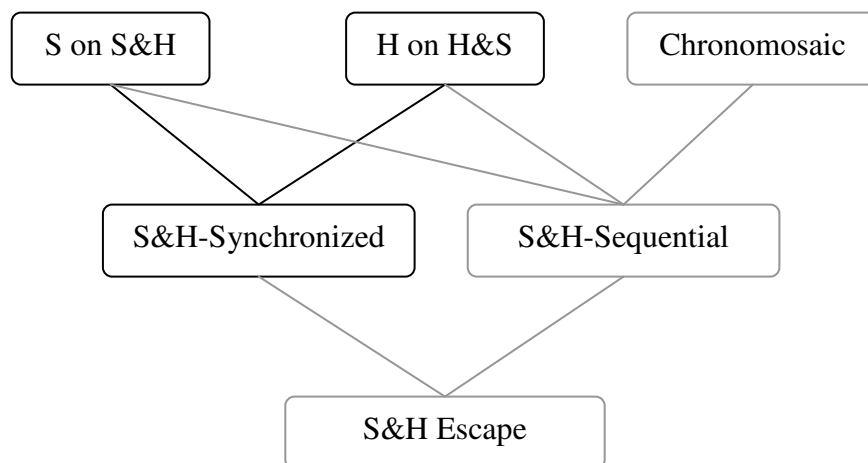 S on S&H
H on H&S
Chronomosaic
S&H-Synchronized
S&H-Sequential
S&H Escape